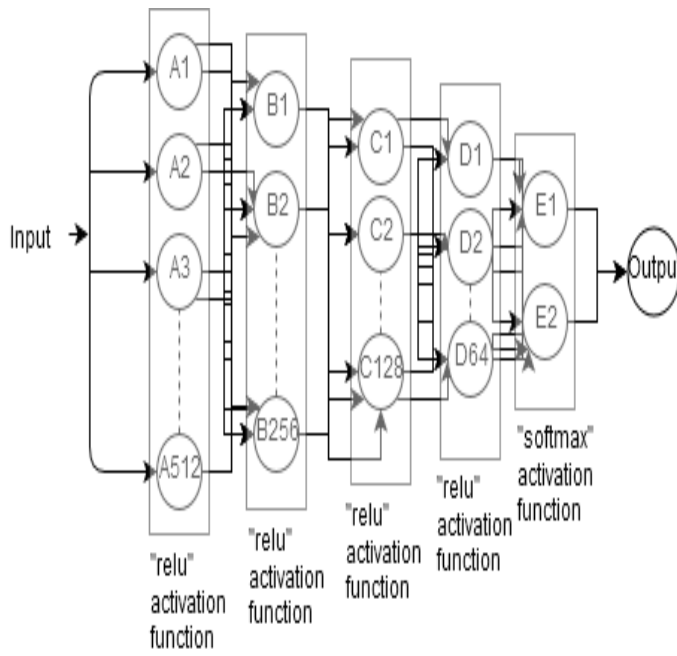 A1
A2
A3
A512
B1
B2
B256
C1
C2
C128
D1
D2
D64
E1
E2
Input
Outpu
"relu"
activation
function
"relu"
activation
function
"relu"
activation
function
"relu"
activation
function
"softmax"
activation
function